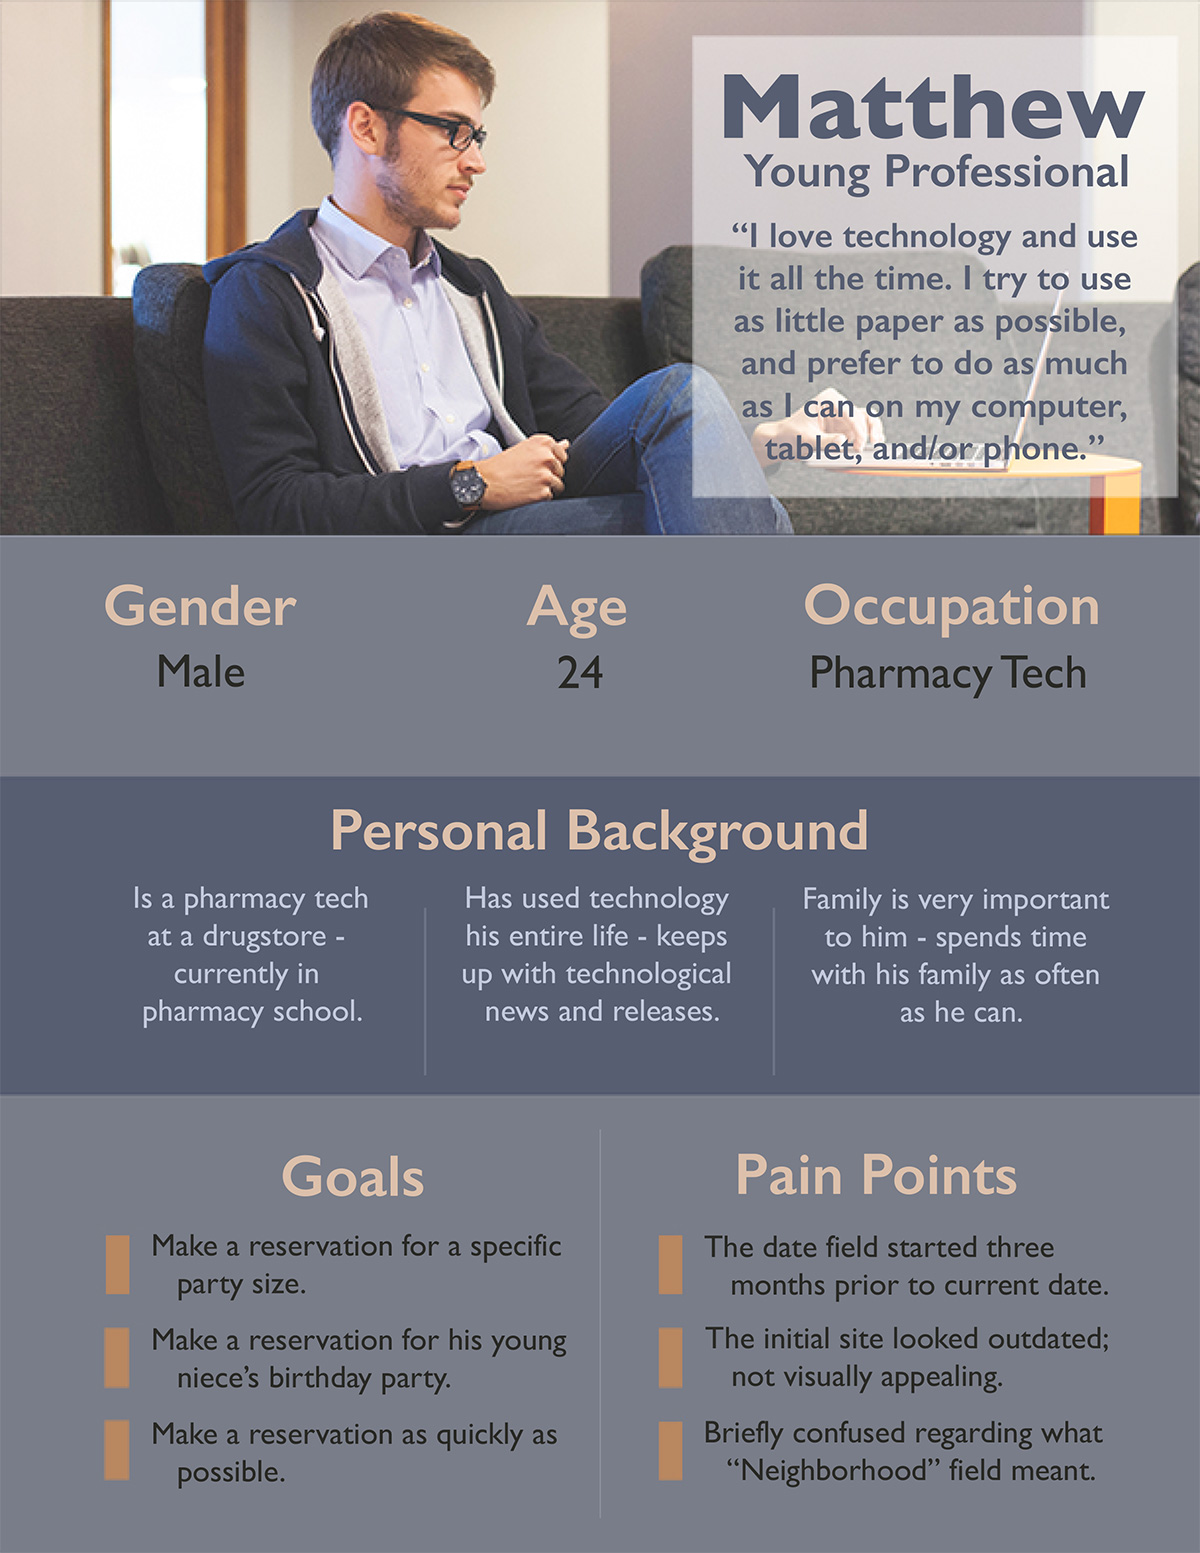 Matthew
Young Professional
“I love technology and use
it all the time. I try to use
as little paper as possible,
and prefer to do as much
as I can on my computer,
tablet, and/or phone.”
Gender
Male
Age
24
Occupation
Pharmacy Tech
Personal Background
Is a pharmacy tech
at a drugstore -
currently in
pharmacy school.
Has used technology
his entire life - keeps
up with technological
news and releases.
Family is very important
to him - spends time
with his family as often
as he can.
Goals
Make a reservation for a specific
party size.
Make a reservation for his young
niece’s birthday party.
Make a reservation as quickly as
possible.
Pain Points
The date field started three
months prior to current date.
The initial site looked outdated;
not visually appealing.
Briefly confused regarding what
“Neighborhood” field meant.